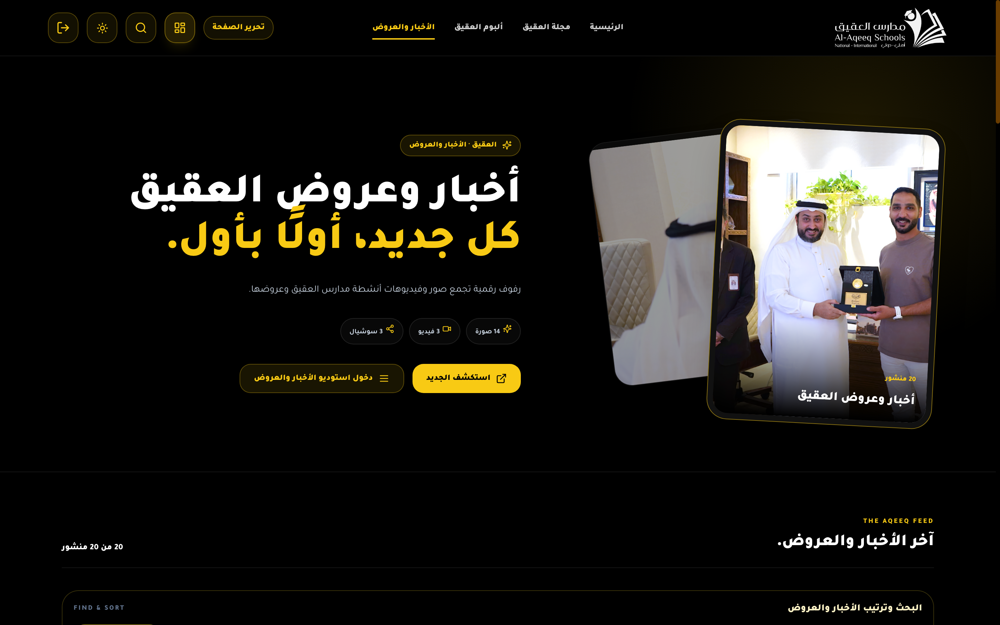 مدارس العقيق
Al-Aqeeq Schools
National - International أهلي - دولي
الرئيسية
مجلة العقيق
ألبوم العقيق
الأخبار والعروض
تحرير الصفحة
العقيق · الأخبار والعروض
أخبار وعروض العقيق
كل جديد، أولًا بأول.
رفوف رقمية تجمع صور وفيديوهات أنشطة مدارس العقيق وعروضها.
14 صورة
3 فيديو
3 سوشيال
استكشف الجديد
دخول استوديو الأخبار والعروض
20 منشور
أخبار وعروض العقيق
THE AQEEQ FEED
آخر الأخبار والعروض.
20 من 20 منشور
البحث وترتيب الأخبار والعروض
FIND & SORT